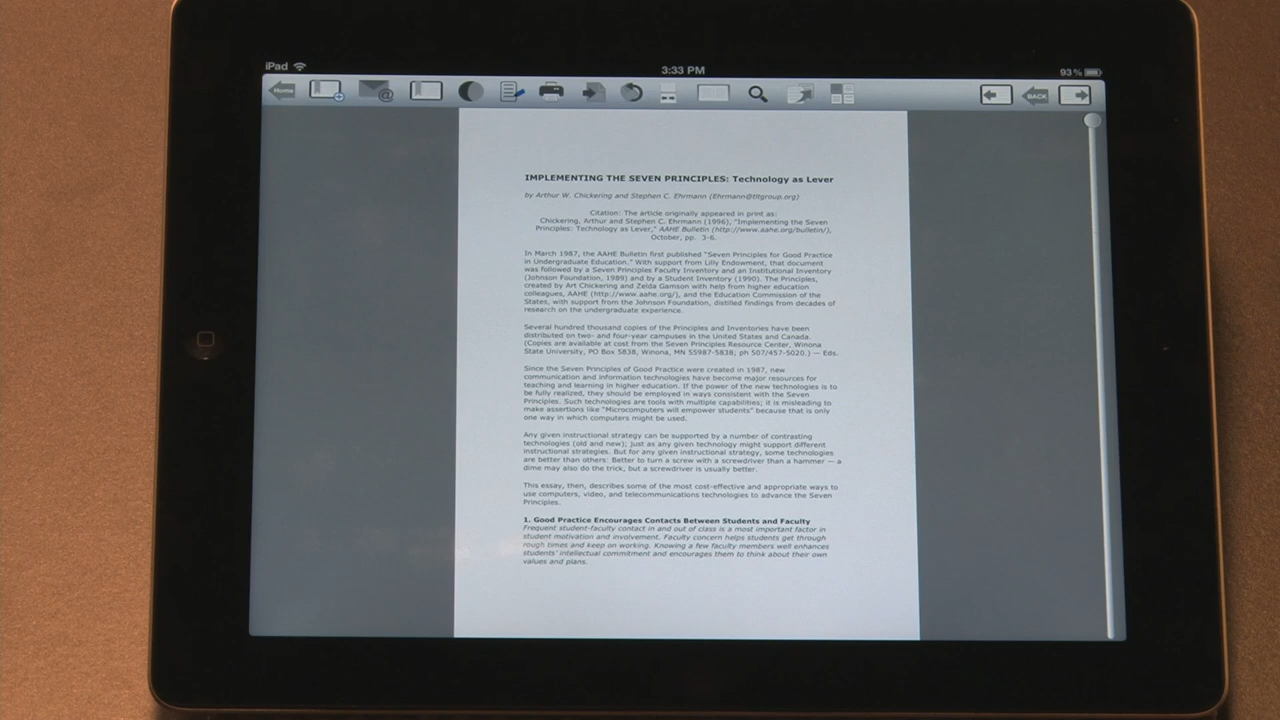 iPad
3:33 PM
93%
Home
BACK
IMPLEMENTING THE SEVEN PRINCIPLES: Technology as Lever
by Arthur W. Chickering and Stephen C. Ehrmann (Ehrmann@tltgroup.org)
Citation: The article originally appeared in print as:
Chickering, Arthur and Stephen C. Ehrmann (1996), "Implementing the Seven
Principles: Technology as Lever," AAHE Bulletin (http://www.aahe.org/bulletin/),
October, pp. 3-6.
In March 1987, the AAHE Bulletin first published "Seven Principles for Good Practice
in Undergraduate Education." With support from Lilly Endowment, that document
was followed by a Seven Principles Faculty Inventory and an Institutional Inventory
(Johnson Foundation, 1989) and by a Student Inventory (1990). The Principles,
created by Art Chickering and Zelda Gamson with help from higher education
colleagues, AAHE (http://www.aahe.org/), and the Education Commission of the
States, with support from the Johnson Foundation, distilled findings from decades of
research on the undergraduate experience.
Several hundred thousand copies of the Principles and Inventories have been
distributed on two- and four-year campuses in the United States and Canada.
(Copies are available at cost from the Seven Principles Resource Center, Winona
State University, PO Box 5838, Winona, MN 55987-5838; ph 507/457-5020.) — Eds.
Since the Seven Principles of Good Practice were created in 1987, new
communication and information technologies have become major resources for
teaching and learning in higher education. If the power of the new technologies is to
be fully realized, they should be employed in ways consistent with the Seven
Principles. Such technologies are tools with multiple capabilities; it is misleading to
make assertions like "Microcomputers will empower students" because that is only
one way in which computers might be used.
Any given instructional strategy can be supported by a number of contrasting
technologies (old and new); just as any given technology might support different
instructional strategies. But for any given instructional strategy, some technologies
are better than others: Better to turn a screw with a screwdriver than a hammer — a
dime may also do the trick, but a screwdriver is usually better.
This essay, then, describes some of the most cost-effective and appropriate ways to
use computers, video, and telecommunications technologies to advance the Seven
Principles.
1. Good Practice Encourages Contacts Between Students and Faculty
Frequent student-faculty contact in and out of class is a most important factor in
student motivation and involvement. Faculty concern helps students get through
rough times and keep on working. Knowing a few faculty members well enhances
students' intellectual commitment and encourages them to think about their own
values and plans.